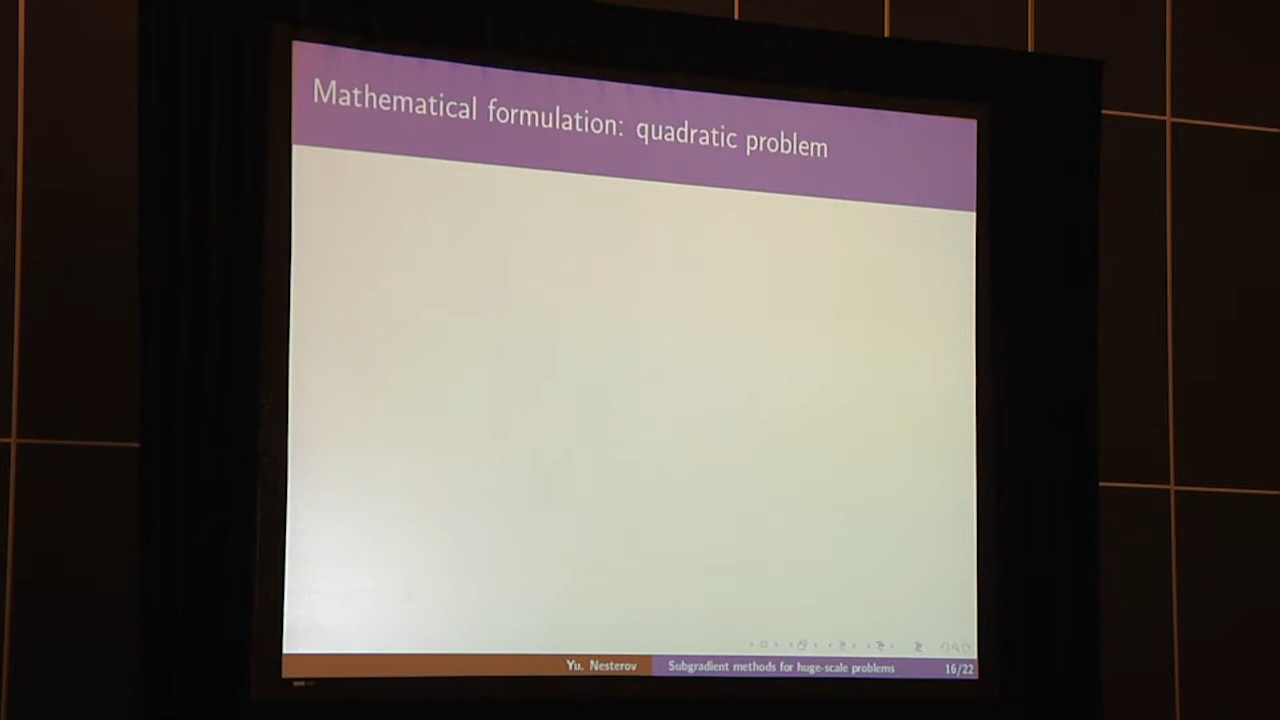 Mathematical formulation: quadratic problem
Yu. Nesterov
Subgradient methods for huge-scale problems
16/22